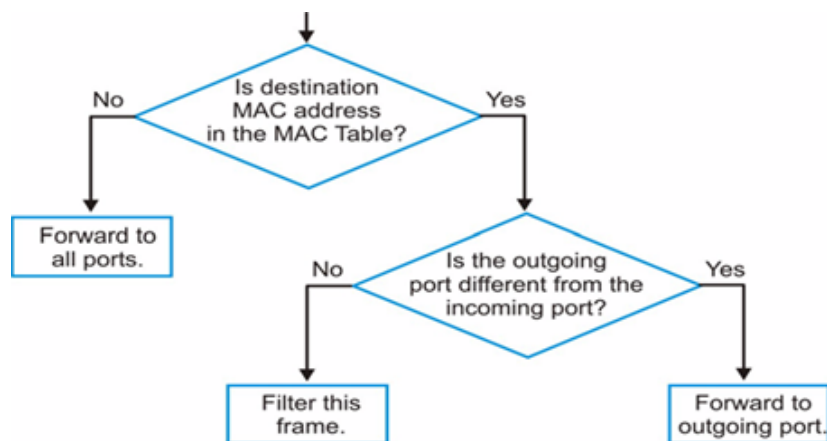 Is destination
No
MAC address
Yes
in the MAC Table?
Forward to
all ports.
Is the outgoing
No
port different from the
Yes
incoming port?
Filter this
frame.
Forward to
outgoing port.